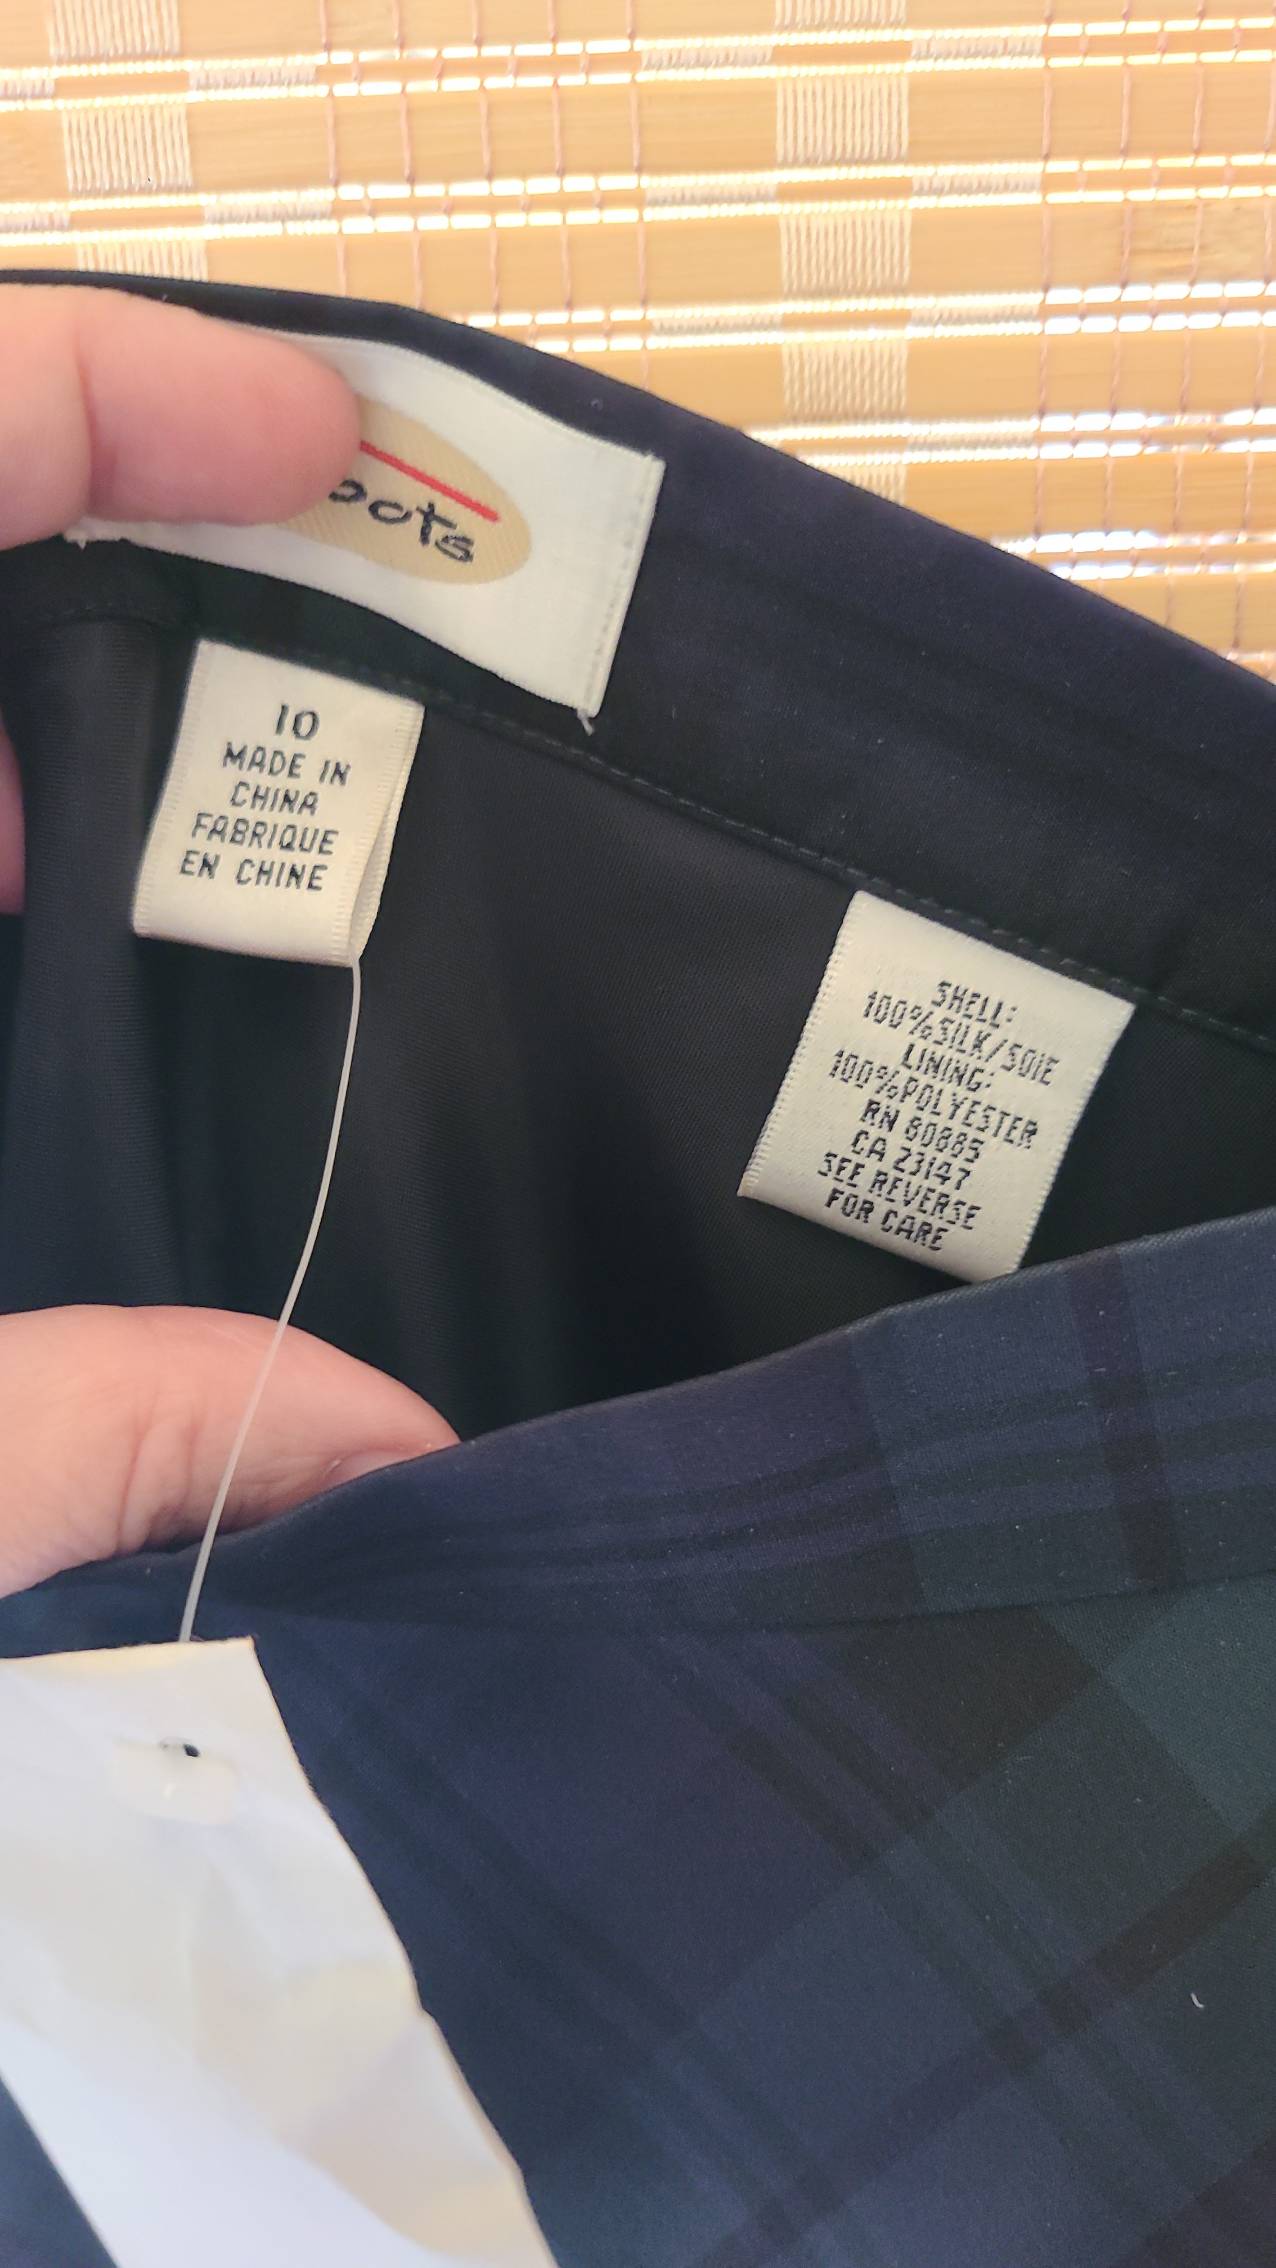 oots
10
MADE IN
CHINA
FABRIQUE
EN CHINE
SHELL:
100%SILK/SOIE
LINING:
100%POLYESTER
RN 80885
CA 23147
SEE REVERSE
FOR CARE